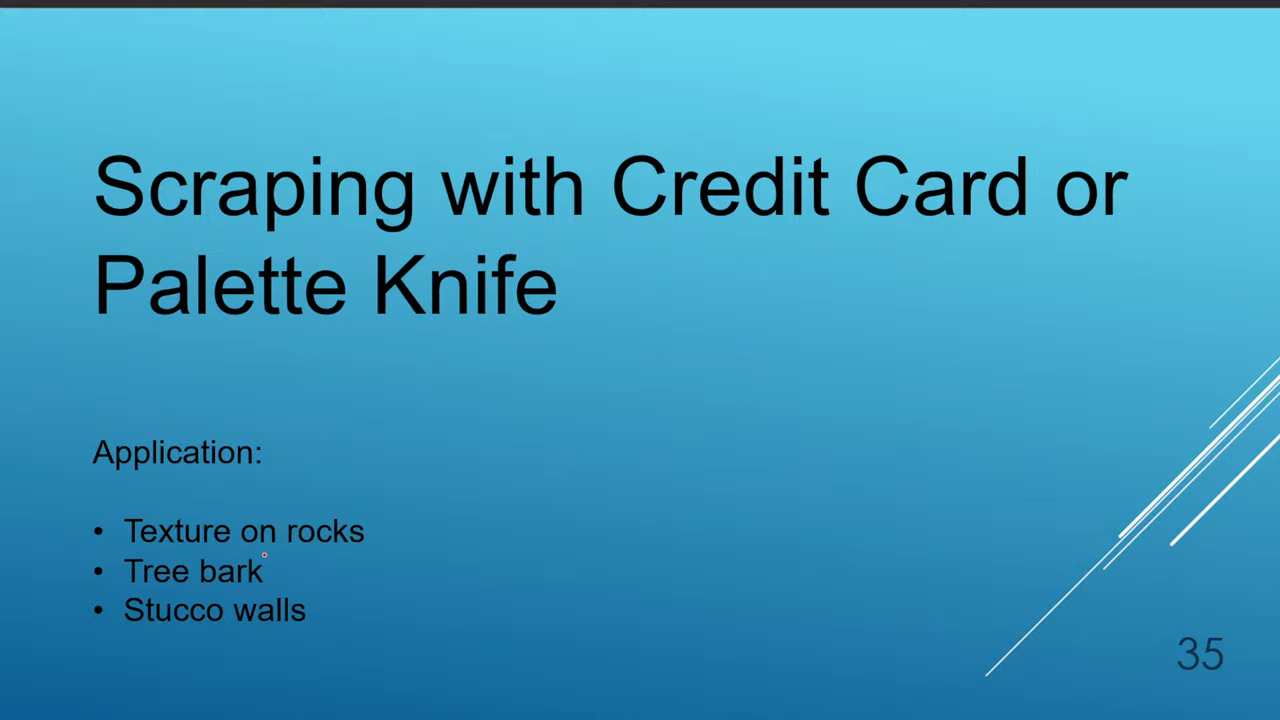 Scraping with Credit Card or
Palette Knife
Application:
• Texture on rocks
• Tree bark
• Stucco walls
35